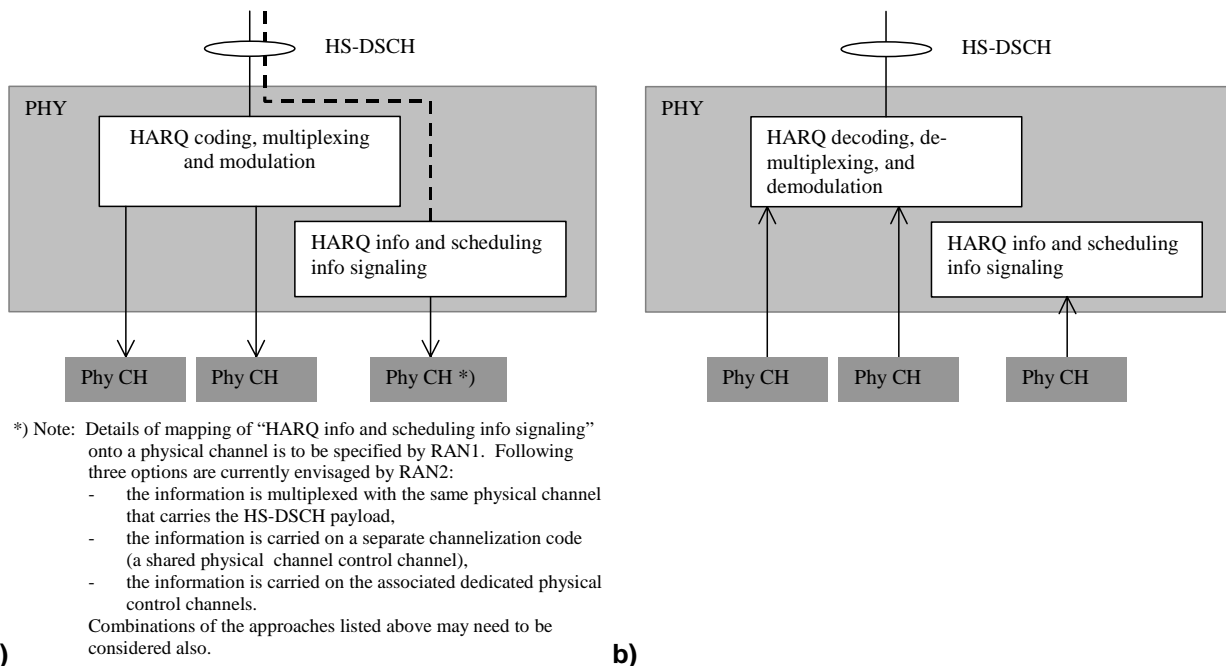 HS-DSCH
PHY
HARQ coding, multiplexing
and modulation
HARQ info and scheduling
info signaling
Phy CH
Phy CH
Phy CH *)
*) Note: Details of mapping of “HARQ info and scheduling info signaling”
onto a physical channel is to be specified by RAN1. Following
three options are currently envisaged by RAN2:
- the information is multiplexed with the same physical channel
that carries the HS-DSCH payload,
- the information is carried on a separate channelization code
(a shared physical channel control channel),
- the information is carried on the associated dedicated physical
control channels.
Combinations of the approaches listed above may need to be
considered also.
)
HS-DSCH
PHY
HARQ decoding, de-
multiplexing, and
demodulation
HARQ info and scheduling
info signaling
Phy CH
Phy CH
Phy CH
b)